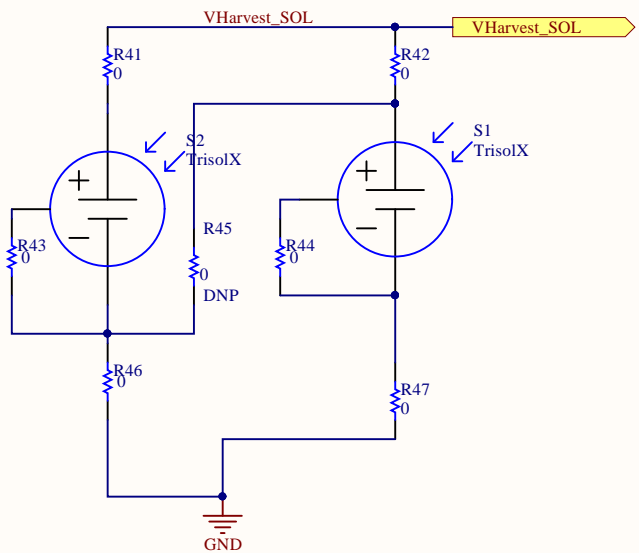 VHarvest_SOL
VHarvest_SOL
R41
0
R42
0
S2
TrisolX
S1
TrisolX
+
+
R43
0
R45
0
DNP
R44
0
R46
0
R47
0
GND